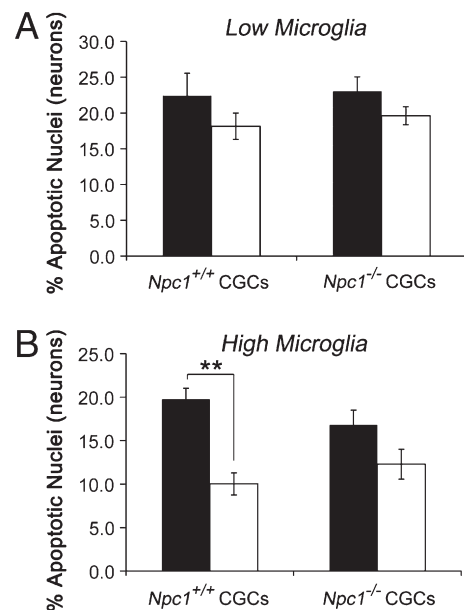 A
Low Microglia
% Apoptotic Nuclei (neurons)
30.0
25.0
20.0
15.0
10.0
5.0
0.0
Npc1+/+ CGCs
Npc1-/- CGCs
B
High Microglia
% Apoptotic Nuclei (neurons)
25.0
20.0
15.0
10.0
5.0
0.0
**
Npc1+/+ CGCs
Npc1-/- CGCs